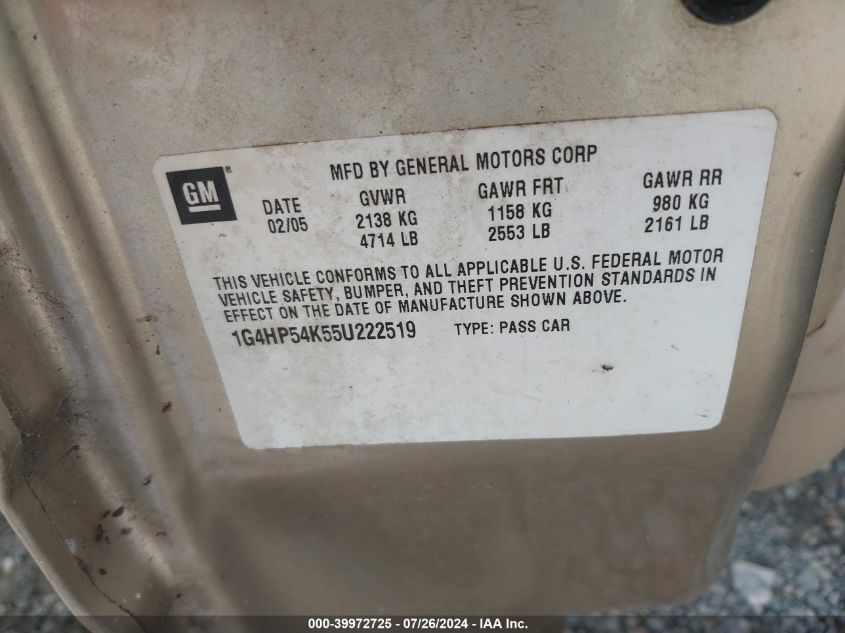 GM®
MFD BY GENERAL MOTORS CORP
DATE GVWR GAWR FRT GAWR RR
02/05 2138 KG 1158 KG 980 KG
4714 LB 2553 LB 2161 LB
THIS VEHICLE CONFORMS TO ALL APPLICABLE U.S. FEDERAL MOTOR
VEHICLE SAFETY, BUMPER, AND THEFT PREVENTION STANDARDS IN
EFFECT ON THE DATE OF MANUFACTURE SHOWN ABOVE.
1G4HP54K55U222519 TYPE: PASS CAR
000-39972725 - 07/26/2024 - IAA Inc.